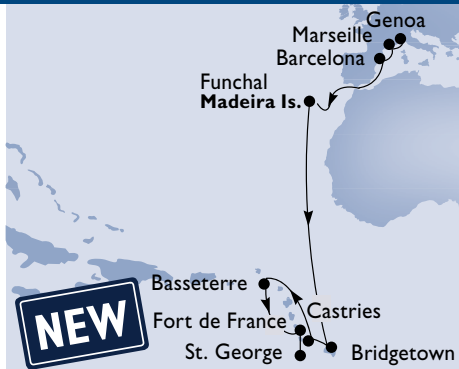 Genoa
Marseille
Barcelona
Funchal
Madeira Is.
Basseterre
Castries
Fort de France
St. George
Bridgetown
NEW